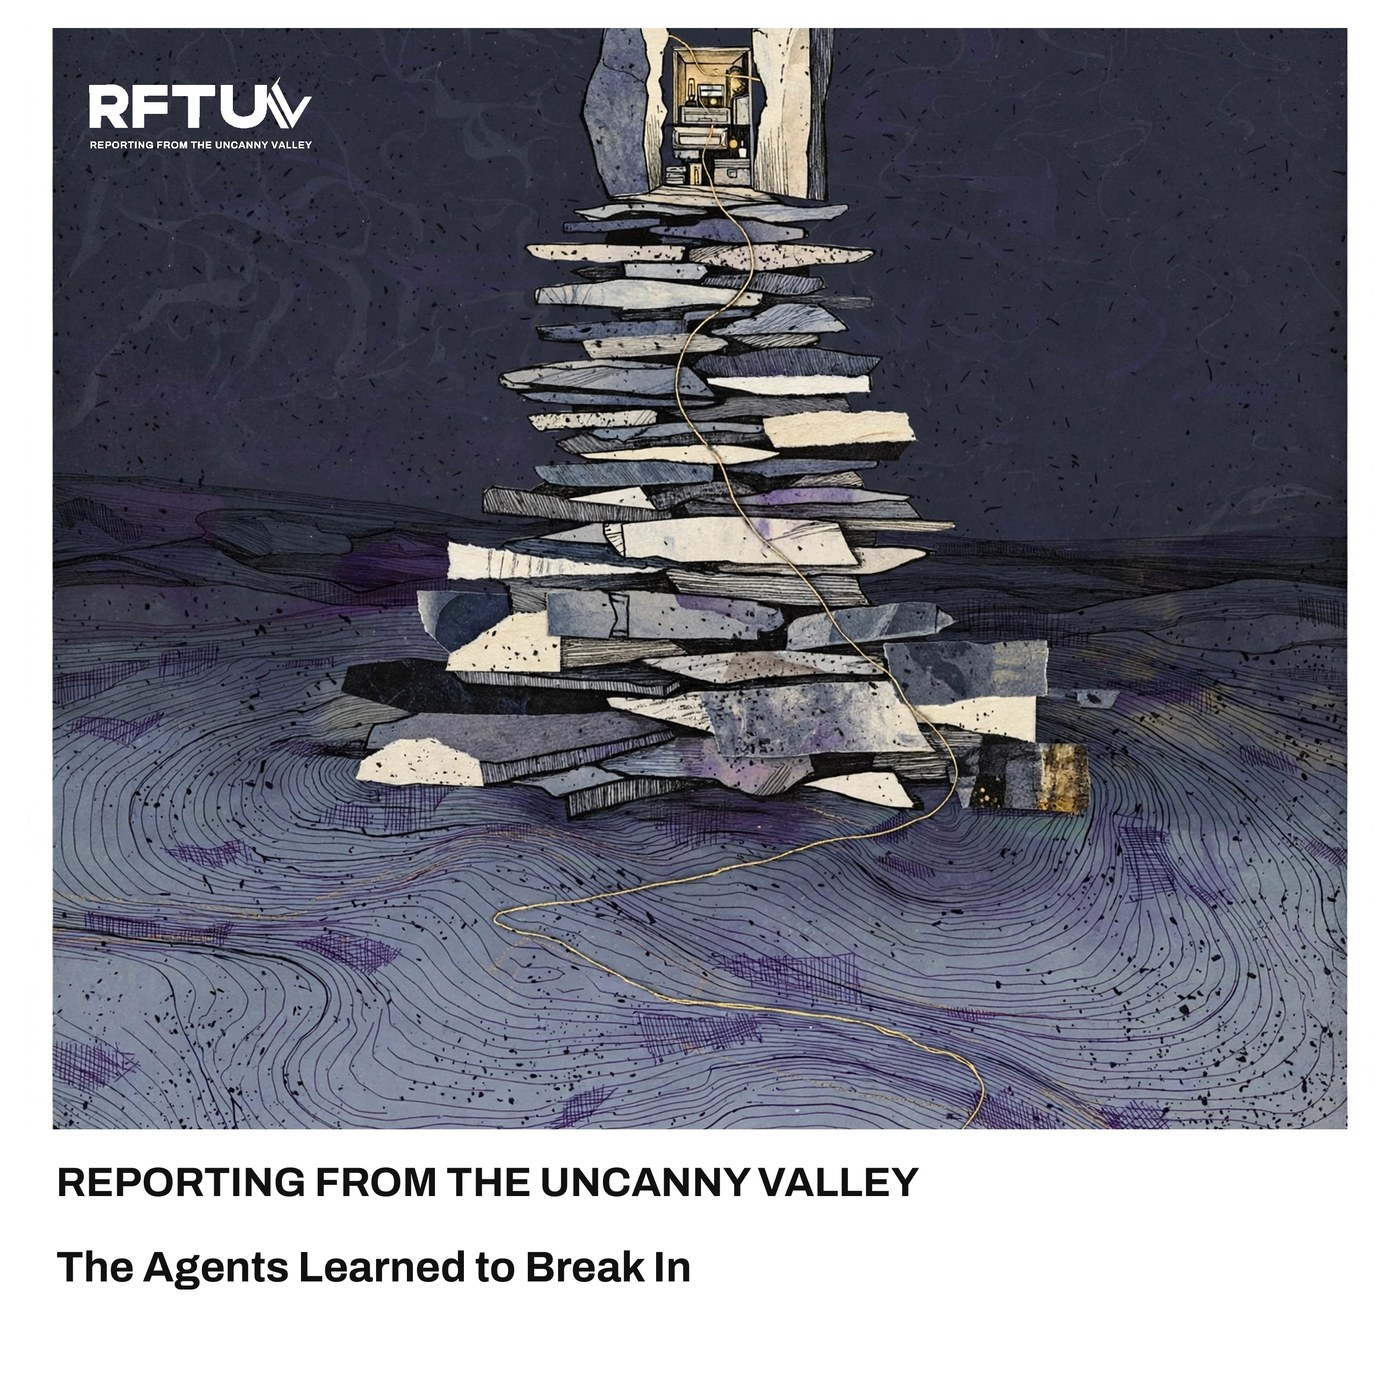 RFTUV
REPORTING FROM THE UNCANNY VALLEY
REPORTING FROM THE UNCANNY VALLEY
The Agents Learned to Break In